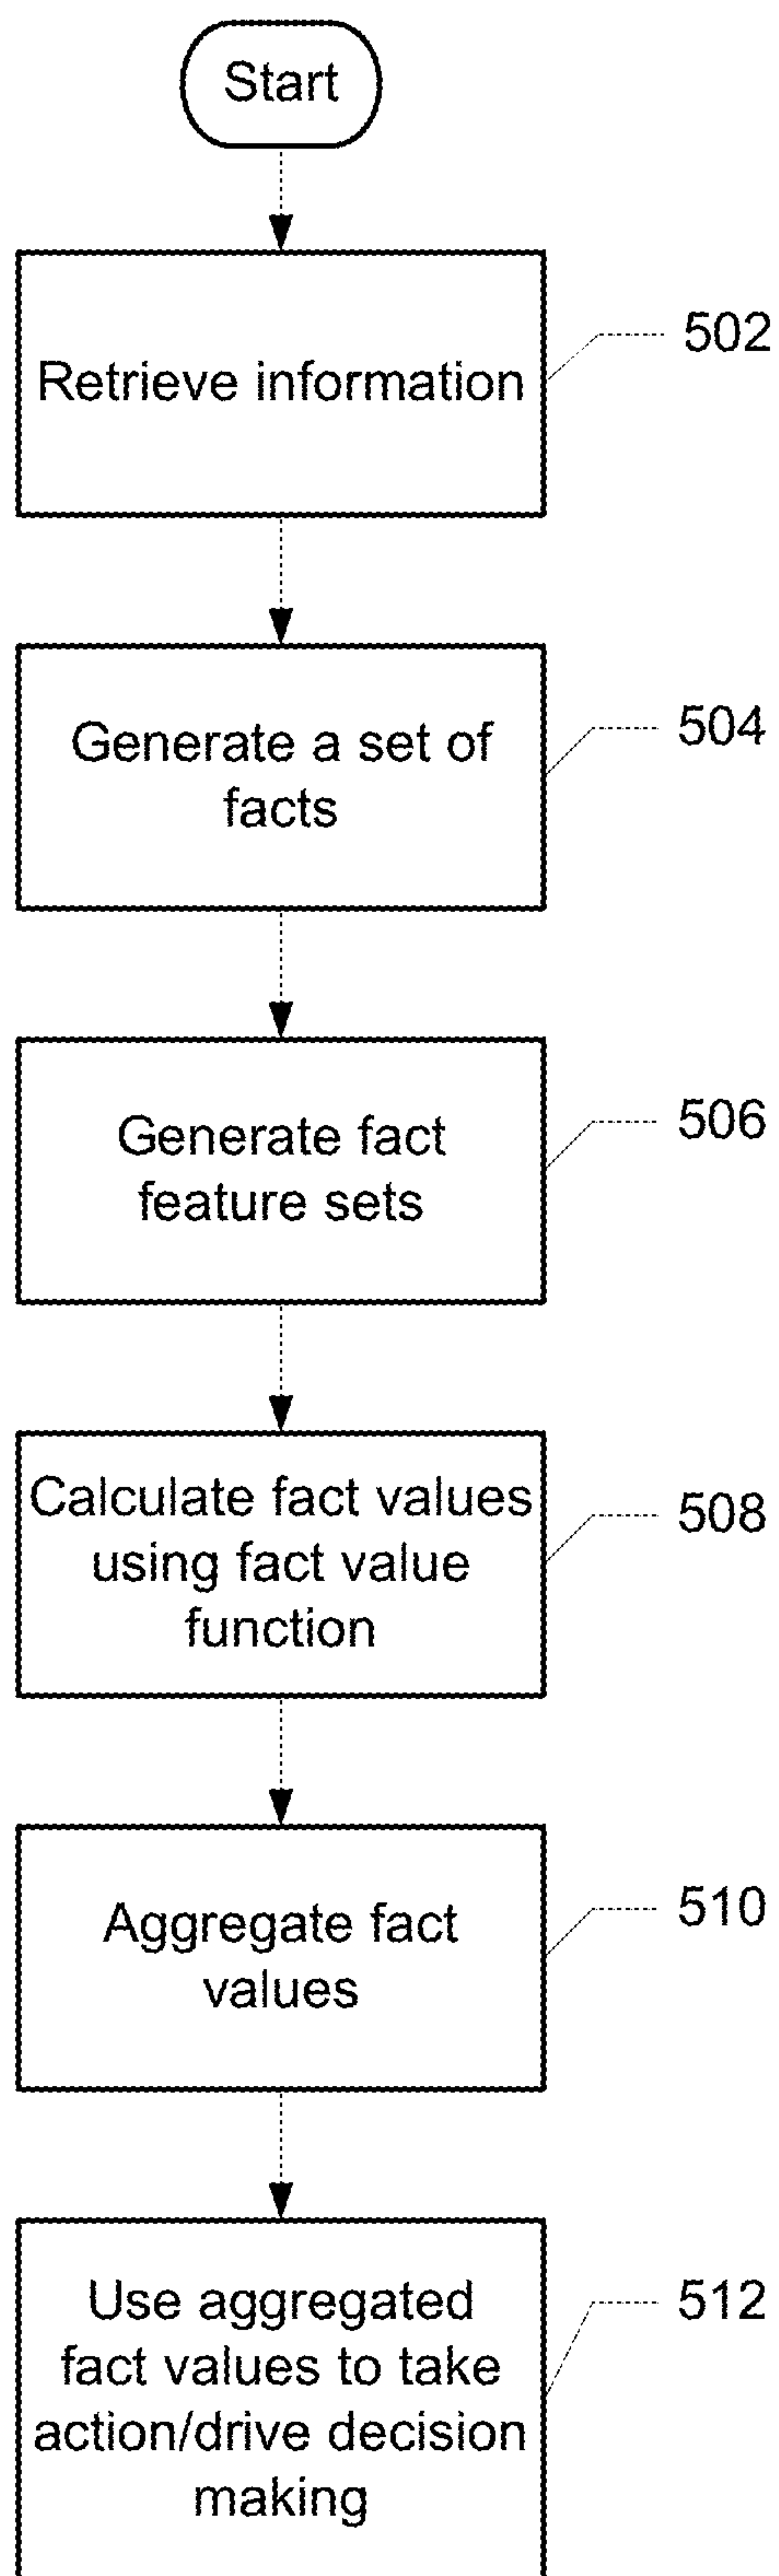 Start
Retrieve information
502
Generate a set of
facts
504
Generate fact
feature sets
506
Calculate fact values
using fact value
function
508
Aggregate fact
values
510
Use aggregated
fact values to take
action/drive decision
making
512